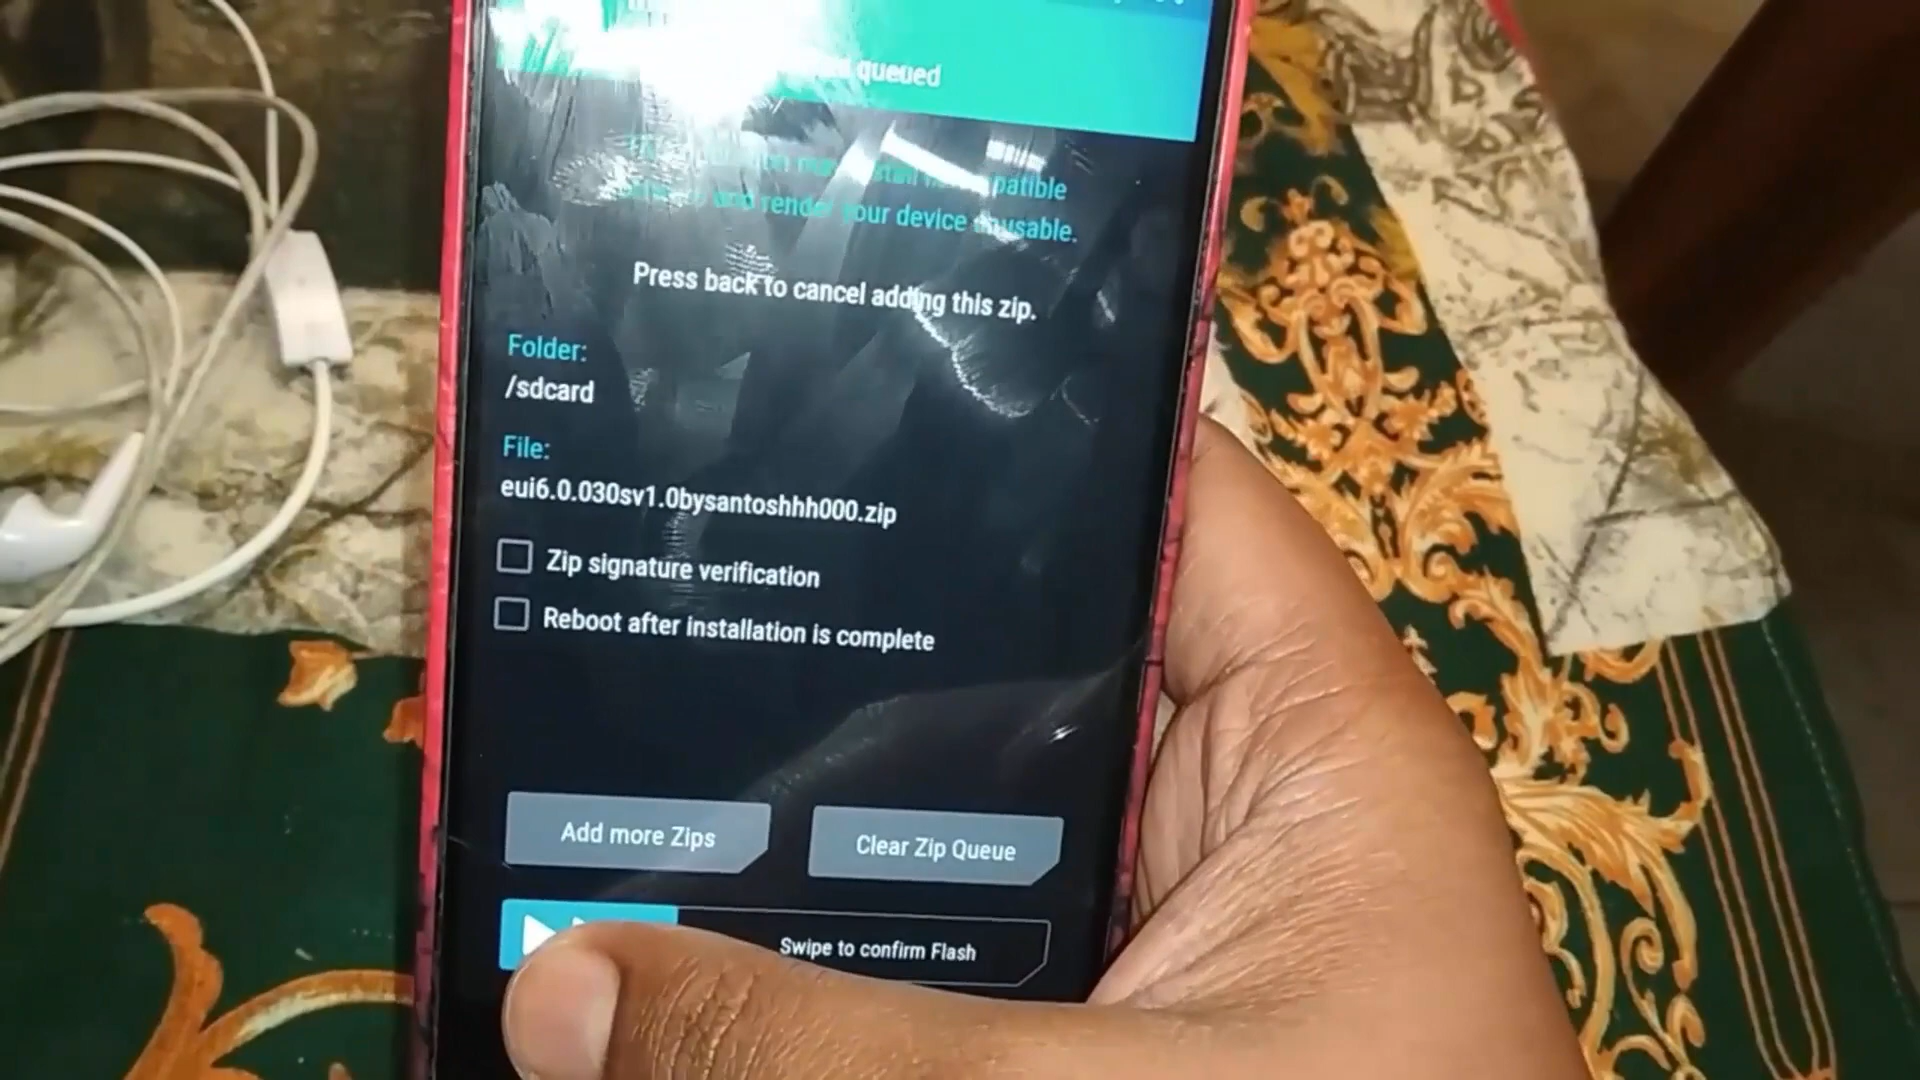 queued
patible
render your device unusable.
Press back to cancel adding this zip.
Folder:
/sdcard
File:
eui6.0.030sv1.0bysantoshhh000.zip
Zip signature verification
Reboot after installation is complete
Add more Zips
Clear Zip Queue
Swipe to confirm Flash